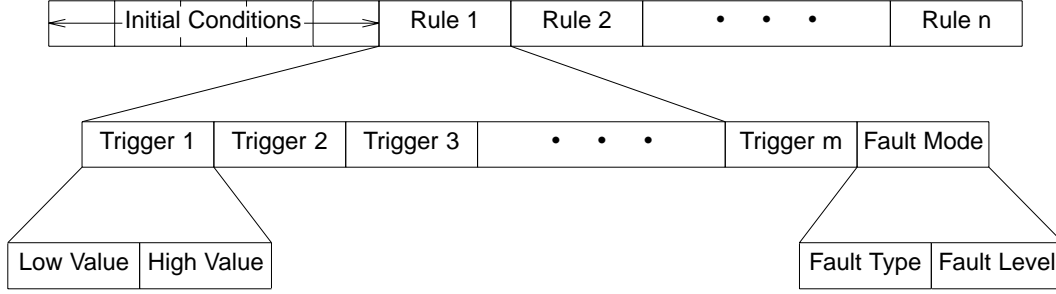 Initial Conditions Rule 1 Rule 2 • • • Rule n
Trigger 1 Trigger 2 Trigger 3 • • • Trigger m Fault Mode
Low Value High Value Fault Type Fault Level